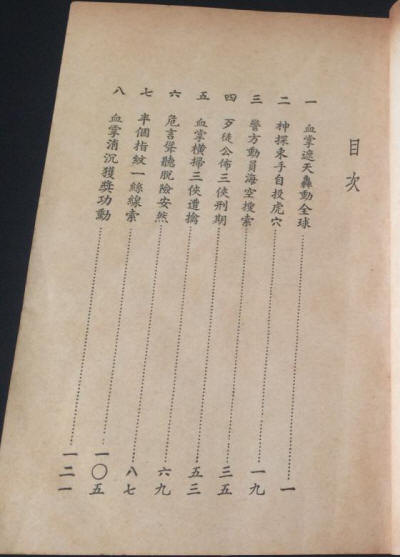 目次
一 血掌遮天轟動全球……一
二 神探束手自投虎穴……一九
三 警方動員海空搜索……三五
四 歹徒公佈三俠刑期……五三
五 血掌橫掃三俠遭擒……六九
六 危言聳聽脫險安然……八七
七 半個指紋一絲線索……一〇五
八 血掌消沉獲獎功勳……一二一